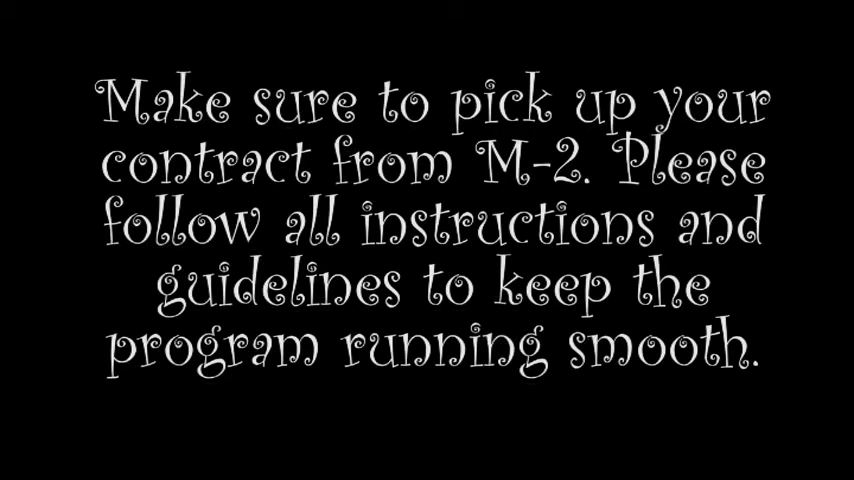 Make sure to pick up your
contract from M-2. Please
follow all instructions and
guidelines to keep the
program running smooth.